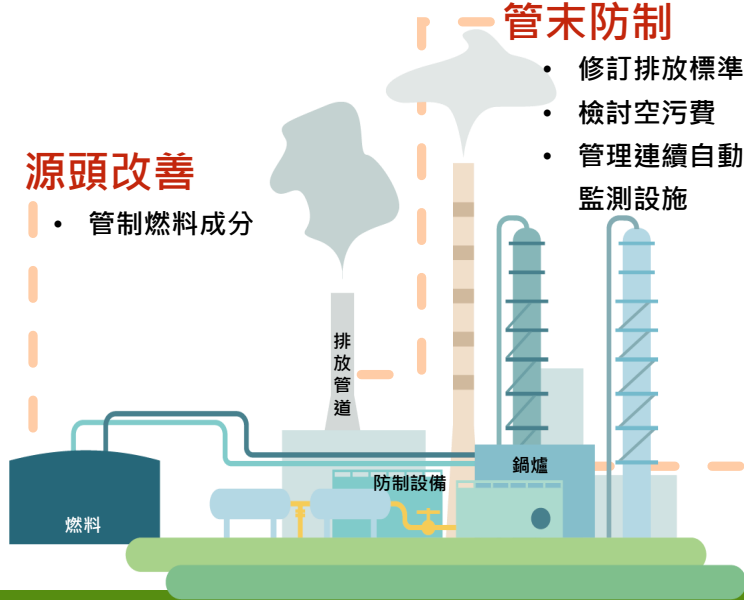 管末防制
• 修訂排放標準
• 檢討空污費
• 管理連續自動
監測設施
源頭改善
• 管制燃料成分
排放管道
鍋爐
防制設備
燃料